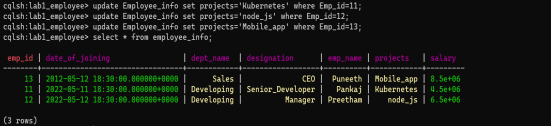 cqlsh:lab1_employee> update Employee_info set projects='Kubernetes' where Emp_id=11;
cqlsh:lab1_employee> update Employee_info set projects='node_js' where Emp_id=12;
cqlsh:lab1_employee> update Employee_info set projects='Mobile_app' where Emp_id=13;
cqlsh:lab1_employee> select * from employee_info;
emp_id | date_of_joining | dept_name | designation | emp_name | projects | salary
13 | 2012-05-12 18:30:00.000000+0000 | Sales | CEO | Puneeth | Mobile_app | 8.5e+06
11 | 2022-05-11 18:30:00.000000+0000 | Developing | Senior_Developer | Pankaj | Kubernetes | 4.5e+06
12 | 2022-05-12 18:30:00.000000+0000 | Developing | Manager | Preetham | node_js | 6.5e+06
(3 rows)